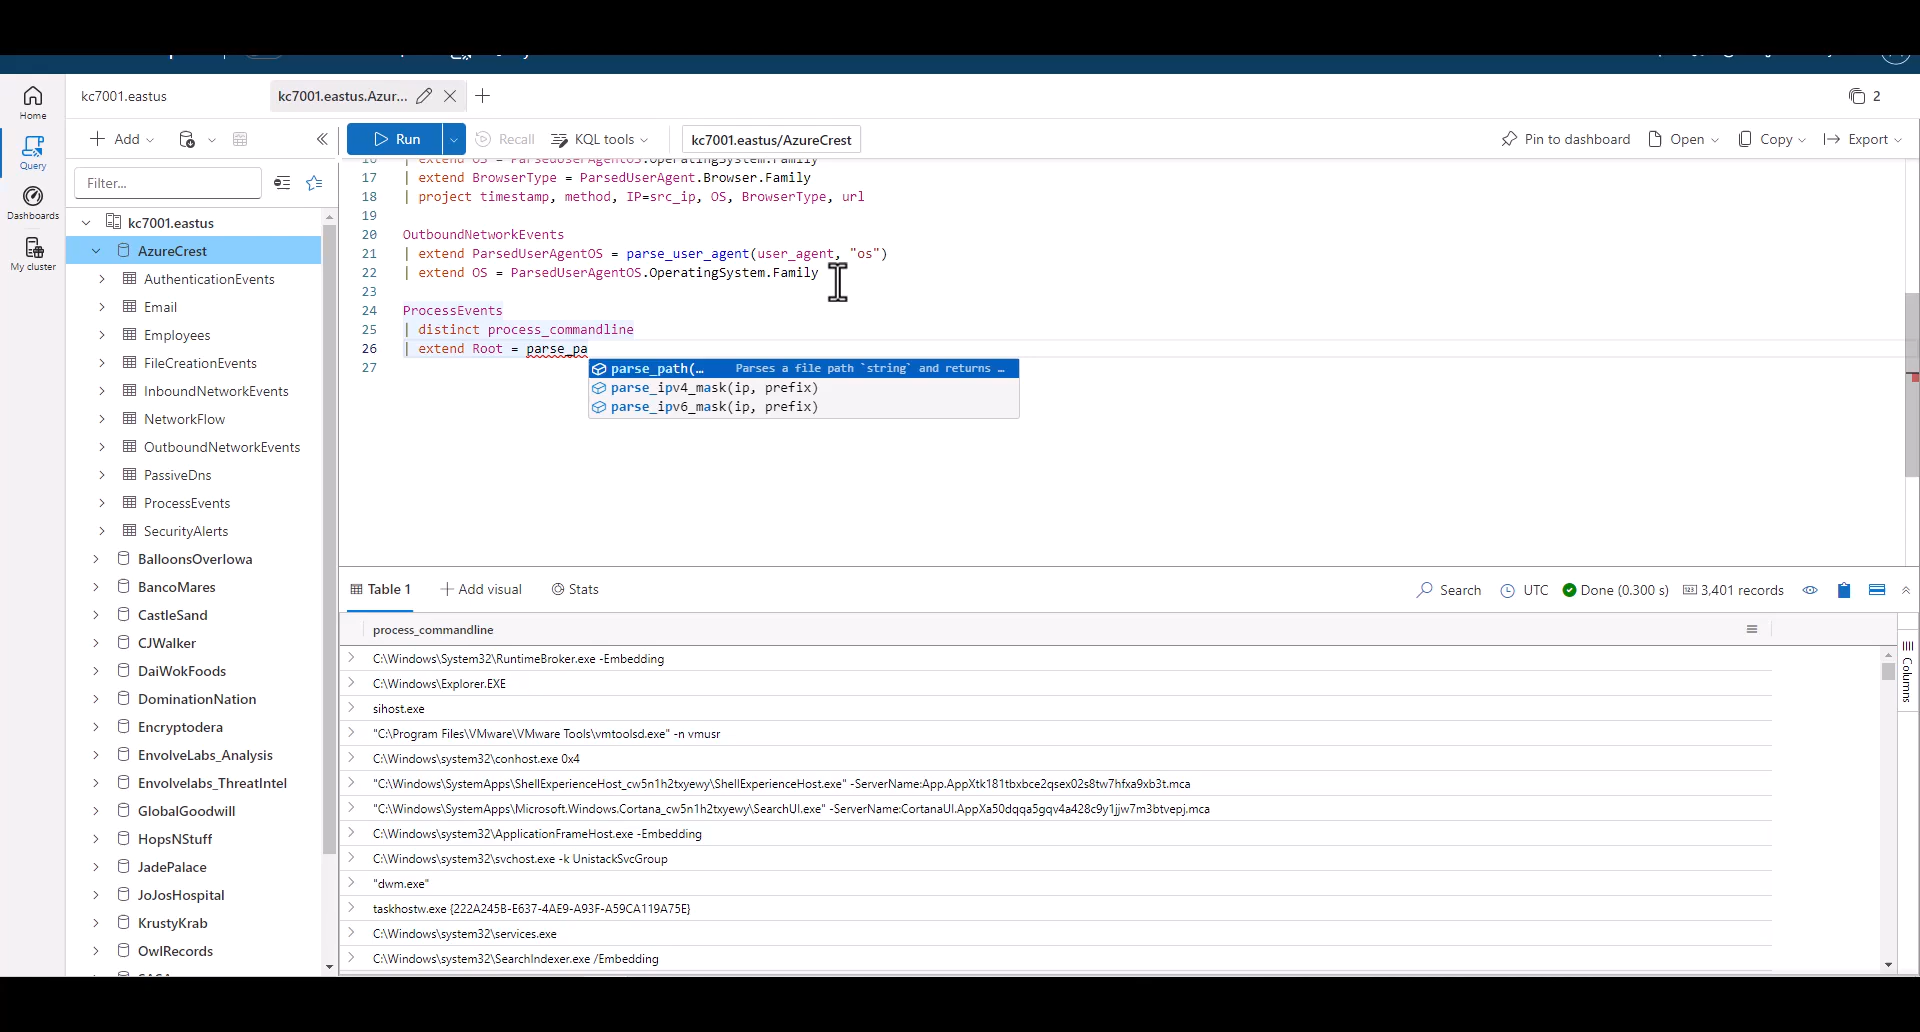 kc7001.eastus
kc7001.eastus.Azur...
2
Home
Query
Dashboards
My cluster
Add
Run
Recall
KQL tools
kc7001.eastus/AzureCrest
Pin to dashboard
Open
Copy
Export
Filter...
kc7001.eastus
AzureCrest
AuthenticationEvents
Email
Employees
FileCreationEvents
InboundNetworkEvents
NetworkFlow
OutboundNetworkEvents
PassiveDns
ProcessEvents
SecurityAlerts
BalloonsOverIowa
BancoMares
CastleSand
CJWalker
DaiWokFoods
DominationNation
Encryptodera
EnvolveLabs_Analysis
Envolvelabs_ThreatIntel
GlobalGoodwill
HopsNStuff
JadePalace
JoJosHospital
KrustyKrab
OwlRecords
16 | extend OS = ParsedUserAgentOS.OperatingSystem.Family
17 | extend BrowserType = ParsedUserAgent.Browser.Family
18 | project timestamp, method, IP=src_ip, OS, BrowserType, url
19
20 OutboundNetworkEvents
21 | extend ParsedUserAgentOS = parse_user_agent(user_agent, "os")
22 | extend OS = ParsedUserAgentOS.OperatingSystem.Family
23
24 ProcessEvents
25 | distinct process_commandline
26 | extend Root = parse_pa
27
parse_path(… Parses a file path `string` and returns …
parse_ipv4_mask(ip, prefix)
parse_ipv6_mask(ip, prefix)
Table 1
Add visual
Stats
Search
UTC
Done (0.300 s)
3,401 records
process_commandline
C:\Windows\System32\RuntimeBroker.exe -Embedding
C:\Windows\Explorer.EXE
sihost.exe
"C:\Program Files\VMware\VMware Tools\vmtoolsd.exe" -n vmusr
C:\Windows\system32\conhost.exe 0x4
"C:\Windows\SystemApps\ShellExperienceHost_cw5n1h2txyewy\ShellExperienceHost.exe" -ServerName:App.AppXtk181tbxbce2qsex02s8tw7hfxa9xb3t.mca
"C:\Windows\SystemApps\Microsoft.Windows.Cortana_cw5n1h2txyewy\SearchUI.exe" -ServerName:CortanaUI.AppXa50dqqa5gqv4a428c9y1jjw7m3btvepj.mca
C:\Windows\system32\ApplicationFrameHost.exe -Embedding
C:\Windows\system32\svchost.exe -k UnistackSvcGroup
"dwm.exe"
taskhostw.exe {222A245B-E637-4AE9-A93F-A59CA119A75E}
C:\Windows\system32\services.exe
C:\Windows\system32\SearchIndexer.exe /Embedding
Columns